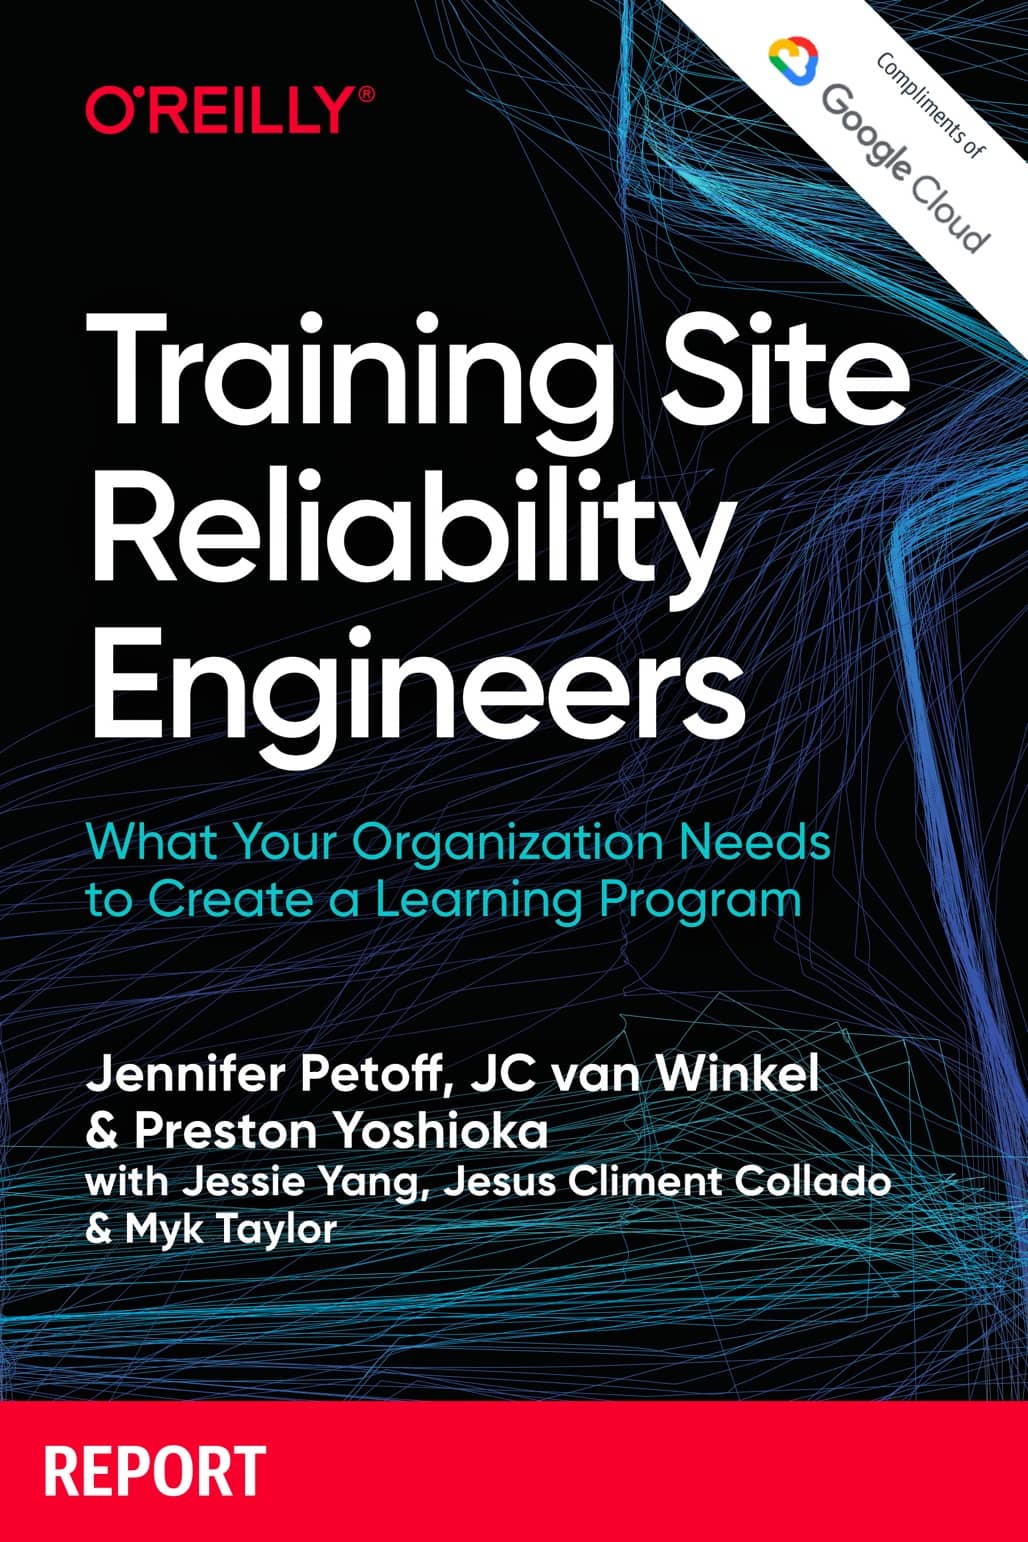 O'REILLY®
Compliments of
Google Cloud
Training Site
Reliability
Engineers
What Your Organization Needs
to Create a Learning Program
Jennifer Petoff, JC van Winkel
& Preston Yoshioka
with Jessie Yang, Jesus Climent Collado
& Myk Taylor
REPORT